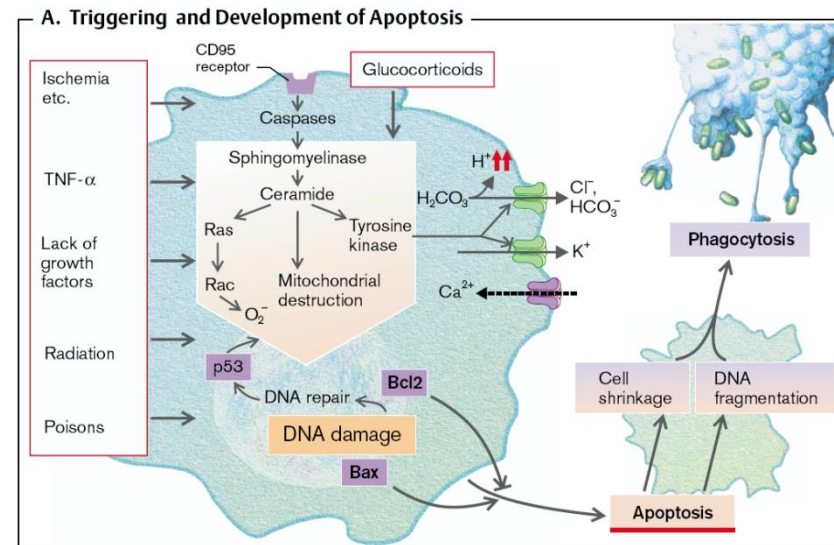 A. Triggering and Development of Apoptosis
CD95
receptor
Glucocorticoids
Ischemia
etc.
TNF-α
Lack of
growth
factors
Radiation
Poisons
Caspases
Sphingomyelinase
Ceramide
Ras
Tyrosine
kinase
Rac
Mitochondrial
destruction
O₂⁻
H⁺
H₂CO₃
Cl⁻,
HCO₃⁻
K⁺
Ca²⁺
p53
DNA repair
Bcl2
DNA damage
Bax
Phagocytosis
Cell
shrinkage
DNA
fragmentation
Apoptosis